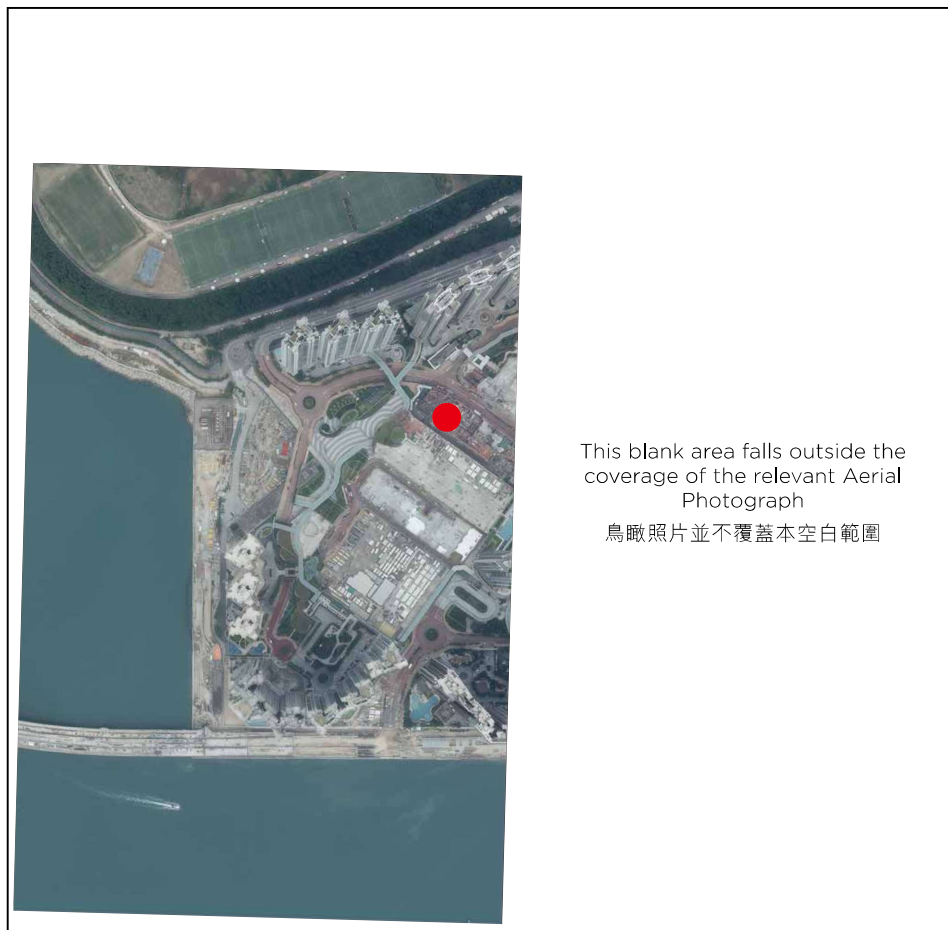 This blank area falls outside the
coverage of the relevant Aerial
Photograph
鳥瞰照片並不覆蓋本空白範圍